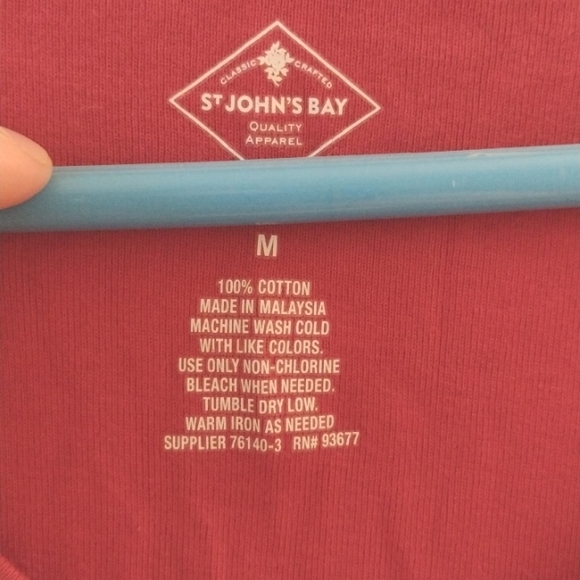 CLASSIC CRAFTED
ST JOHN'S BAY
QUALITY
APPAREL
M
100% COTTON
MADE IN MALAYSIA
MACHINE WASH COLD
WITH LIKE COLORS.
USE ONLY NON-CHLORINE
BLEACH WHEN NEEDED.
TUMBLE DRY LOW.
WARM IRON AS NEEDED
SUPPLIER 76140-3 RN# 93677